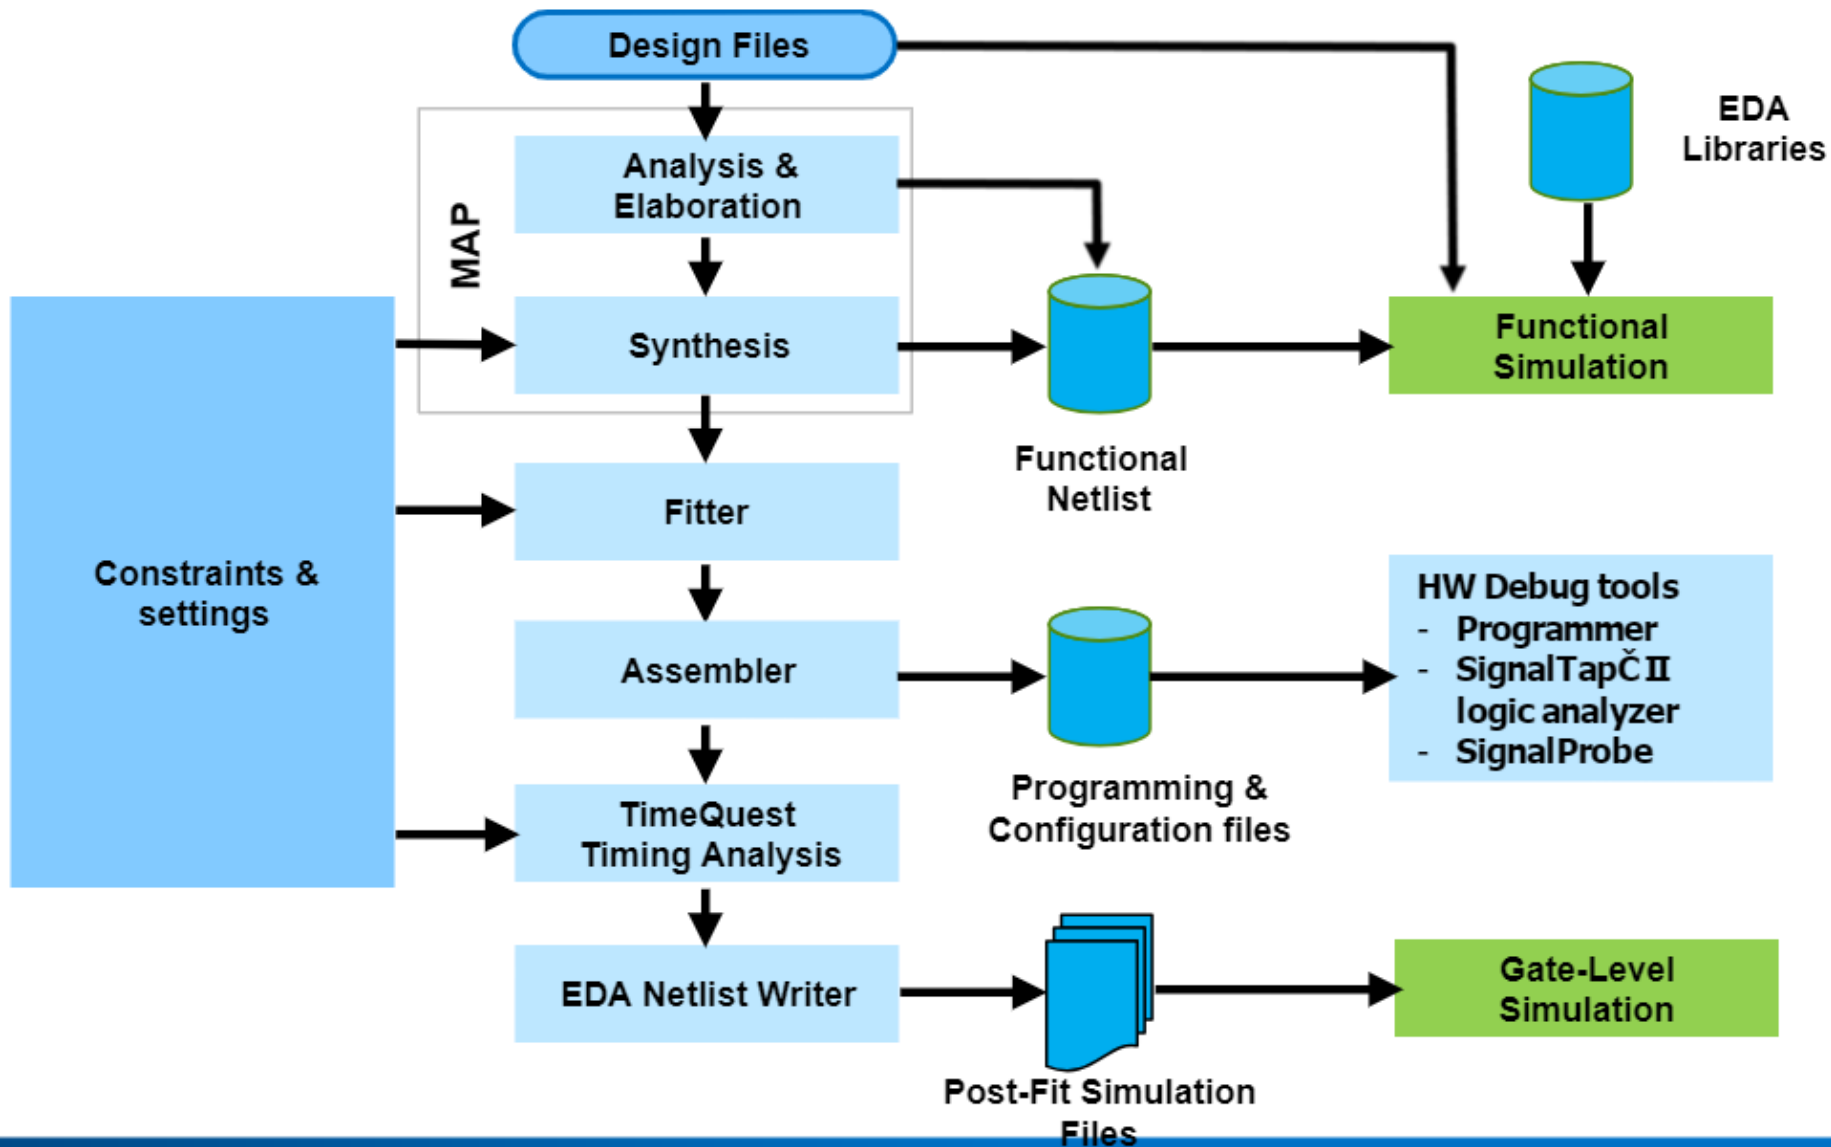 Design Files
EDA
Libraries
Analysis &
Elaboration
MAP
Synthesis
Functional
Simulation
Functional
Netlist
Fitter
Constraints &
settings
HW Debug tools
- Programmer
- SignalTapČ II
logic analyzer
- SignalProbe
Assembler
Programming &
Configuration files
TimeQuest
Timing Analysis
EDA Netlist Writer
Gate-Level
Simulation
Post-Fit Simulation
Files